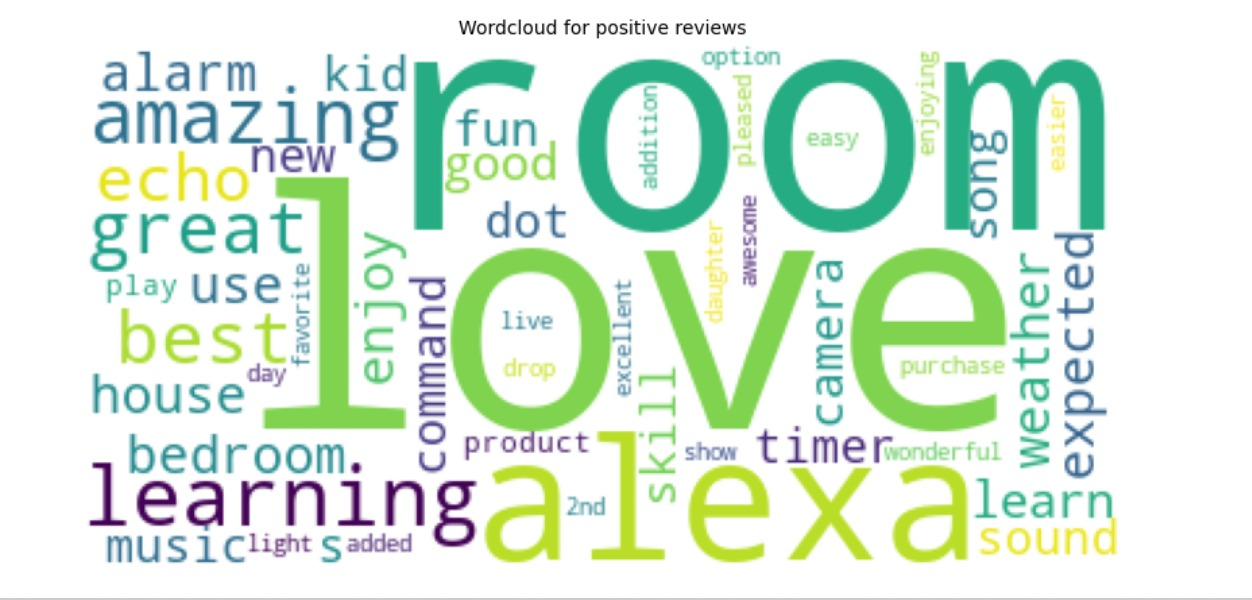 Wordcloud for positive reviews
alarm . kid
room
option
enjoying
amazing
fun
addition
pleased
easy
easier
song
new
good
echo
love
dot
great
awesome
daughter
enjoy
expected
play
use
favorite
command
live
excellent
camera
weather
best
day
drop
purchase
house
skill
bedroom.
product
show
timer
wonderful
learning
alexa
2nd
learn
music
light
s
added
sound